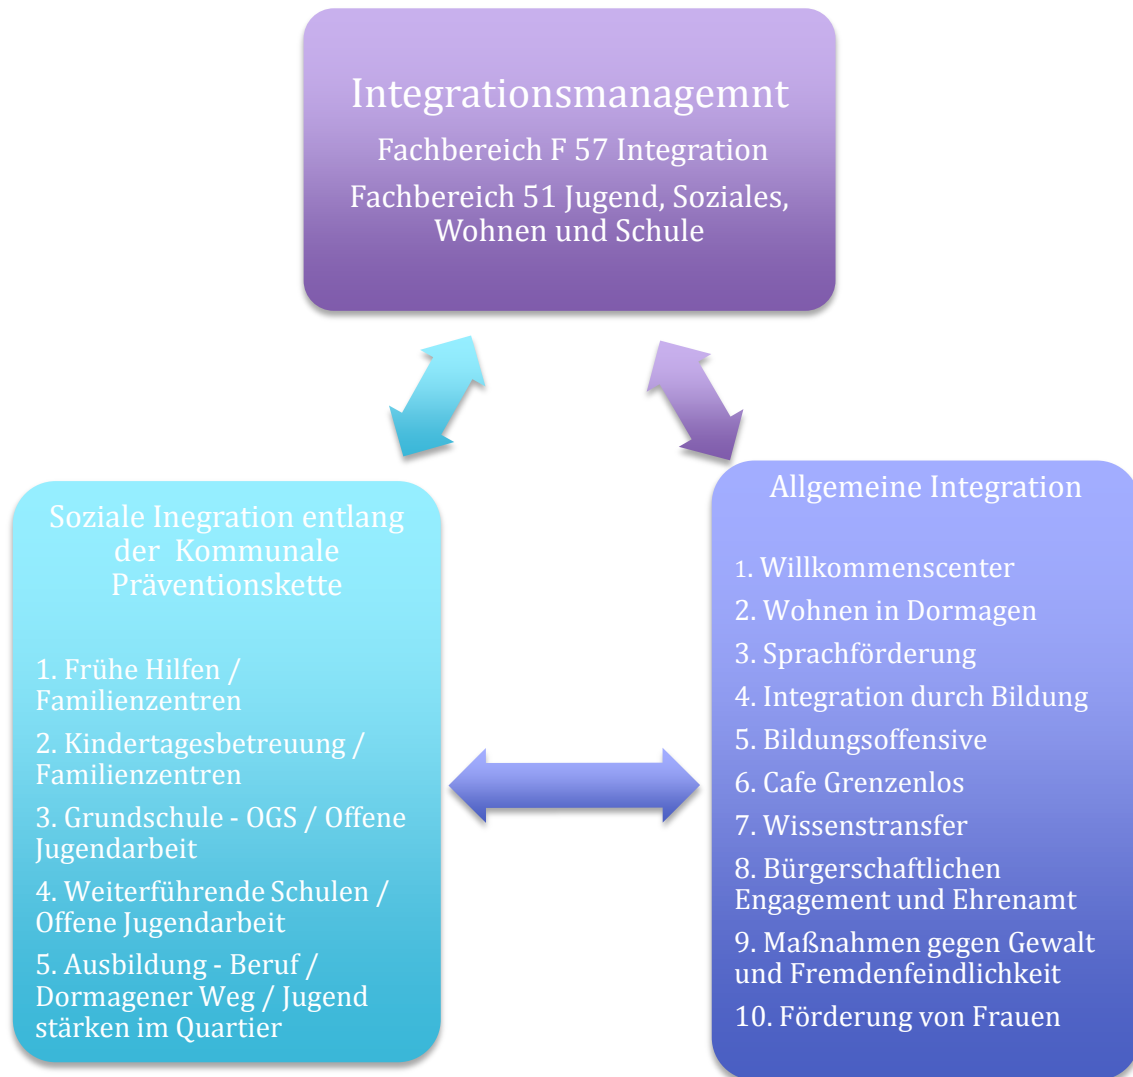 Integrationsmanagemnt
Fachbereich F 57 Integration
Fachbereich 51 Jugend, Soziales,
Wohnen und Schule
Soziale Inegration entlang
der  Kommunale
Präventionskette
1. Frühe Hilfen /
Familienzentren
2. Kindertagesbetreuung /
Familienzentren
3. Grundschule - OGS / Offene
Jugendarbeit
4. Weiterführende Schulen /
Offene Jugendarbeit
5. Ausbildung - Beruf /
Dormagener Weg / Jugend
stärken im Quartier
Allgemeine Integration
1. Willkommenscenter
2. Wohnen in Dormagen
3. Sprachförderung
4. Integration durch Bildung
5. Bildungsoffensive
6. Cafe Grenzenlos
7. Wissenstransfer
8. Bürgerschaftlichen
Engagement und Ehrenamt
9. Maßnahmen gegen Gewalt
und Fremdenfeindlichkeit
10. Förderung von Frauen